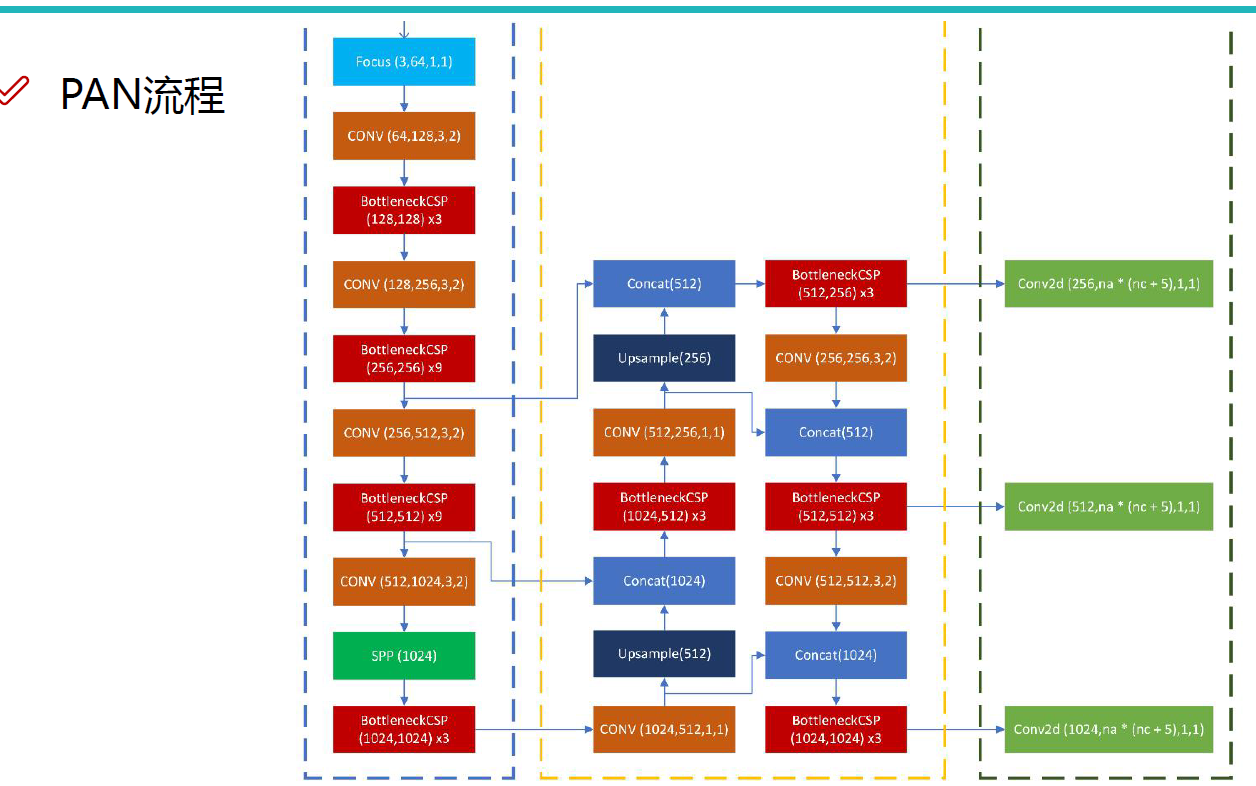 PAN流程
Focus (3,64,1,1)
CONV (64,128,3,2)
BottleneckCSP
(128,128) x3
CONV (128,256,3,2)
BottleneckCSP
(256,256) x9
CONV (256,512,3,2)
BottleneckCSP
(512,512) x9
CONV (512,1024,3,2)
SPP (1024)
BottleneckCSP
(1024,1024) x3
Concat(512)
Upsample(256)
CONV (512,256,1,1)
BottleneckCSP
(1024,512) x3
Concat(1024)
Upsample(512)
CONV (1024,512,1,1)
BottleneckCSP
(512,256) x3
CONV (256,256,3,2)
Concat(512)
BottleneckCSP
(512,512) x3
CONV (512,512,3,2)
Concat(1024)
BottleneckCSP
(1024,1024) x3
Conv2d (256,na * (nc + 5),1,1)
Conv2d (512,na * (nc + 5),1,1)
Conv2d (1024,na * (nc + 5),1,1)